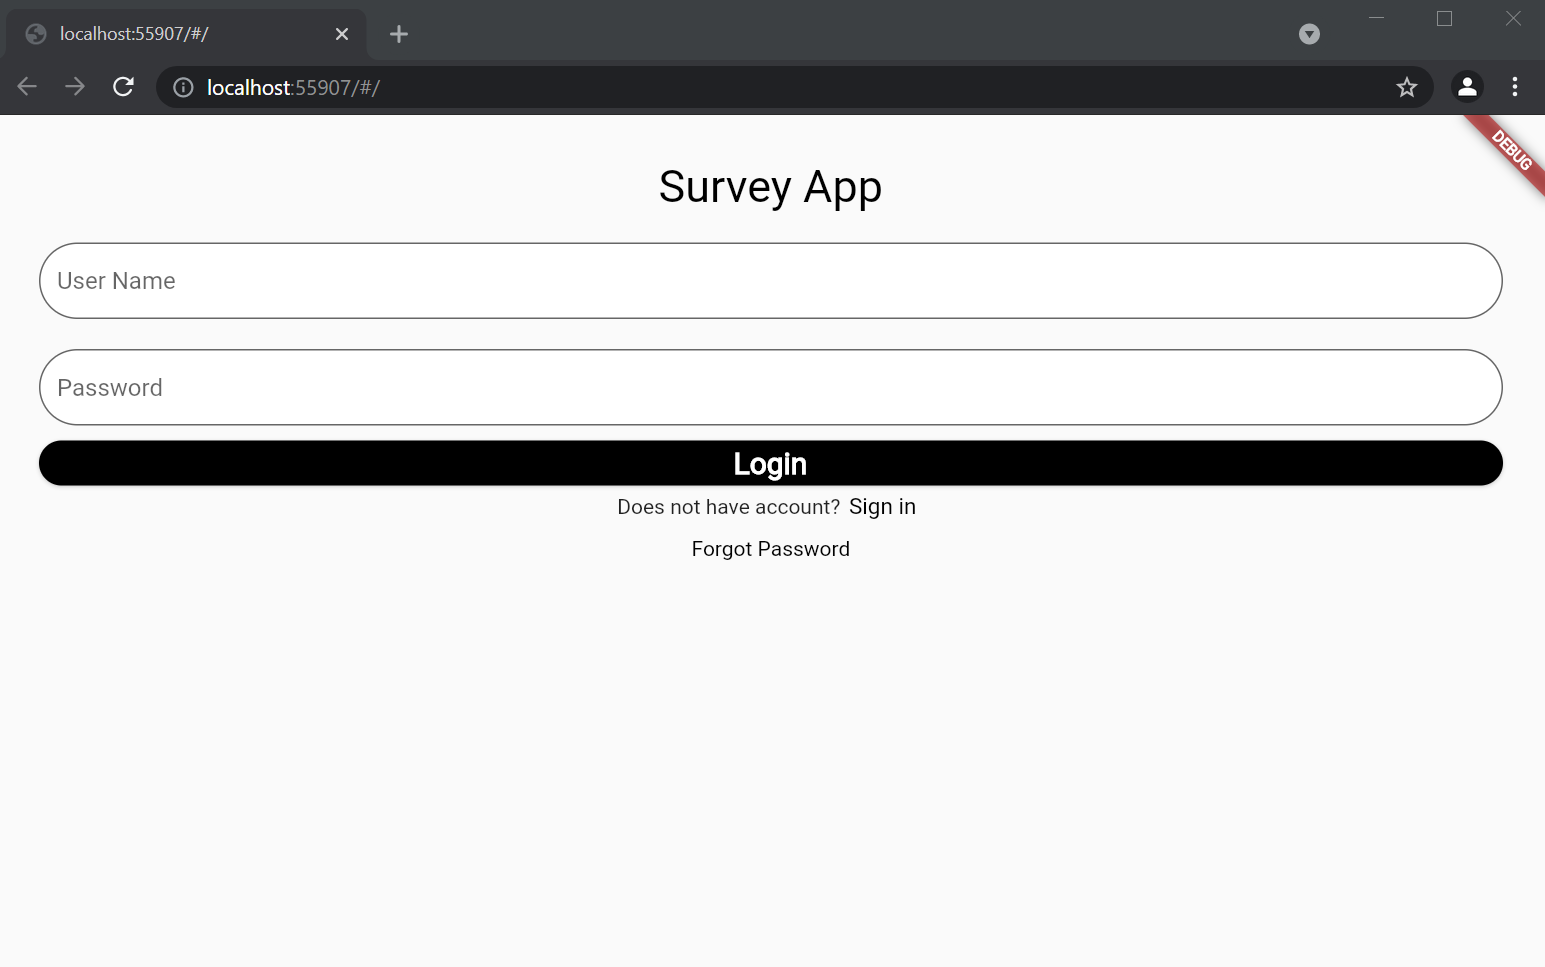 localhost:55907/#/
localhost:55907/#/
DEBUG
Survey App
User Name
Password
Login
Does not have account? Sign in
Forgot Password